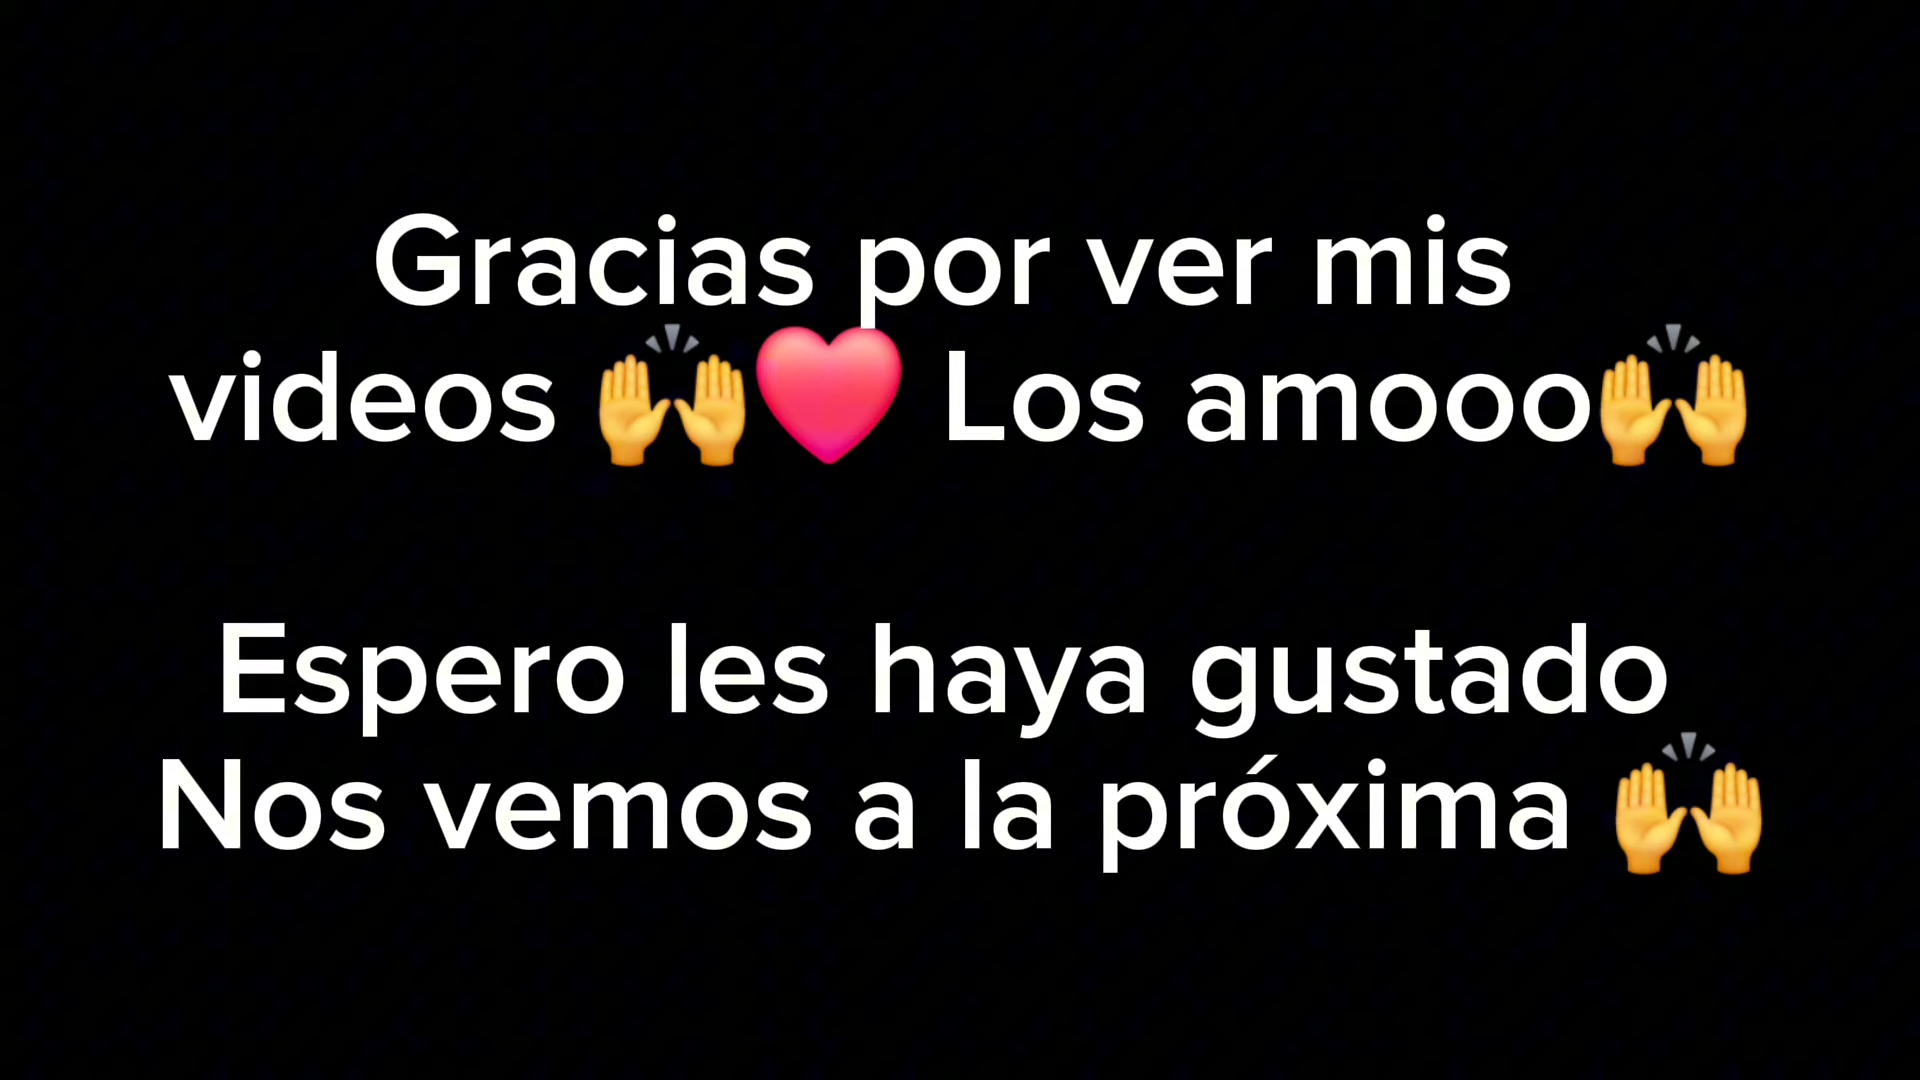 Gracias por ver mis
videos 🙌❤️ Los amooo🙌
Espero les haya gustado
Nos vemos a la próxima 🙌